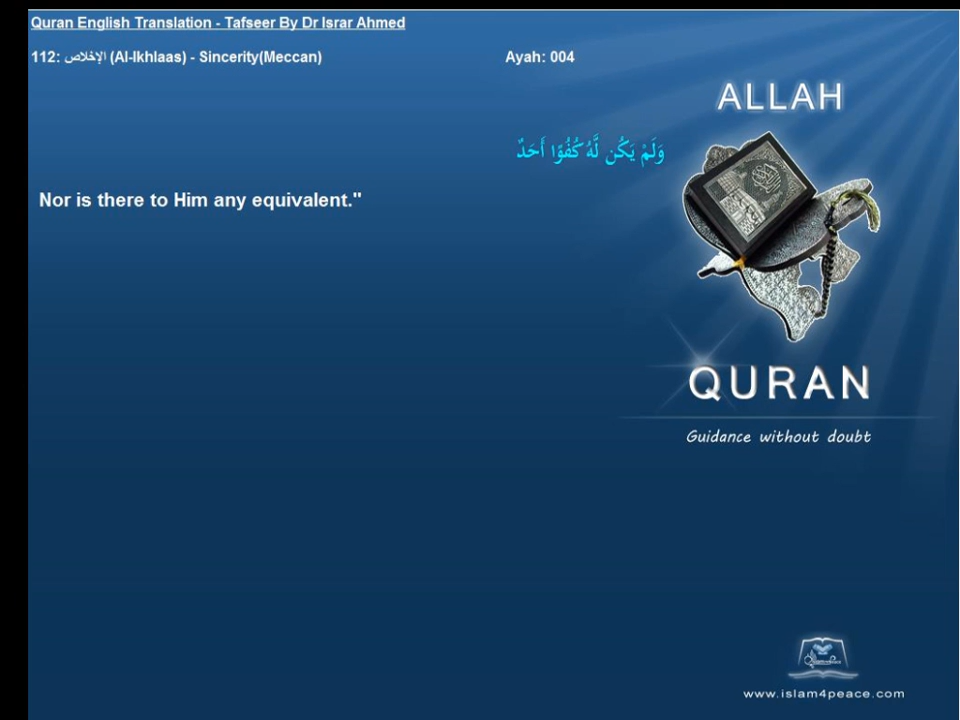 Quran English Translation - Tafseer By Dr Israr Ahmed
112: الإخلاص (Al-Ikhlaas) - Sincerity(Meccan) Ayah: 004
ALLAH
وَلَمْ يَكُن لَّهُ كُفُوًا أَحَدٌ
Nor is there to Him any equivalent."
QURAN
Guidance without doubt
www.islam4peace.com